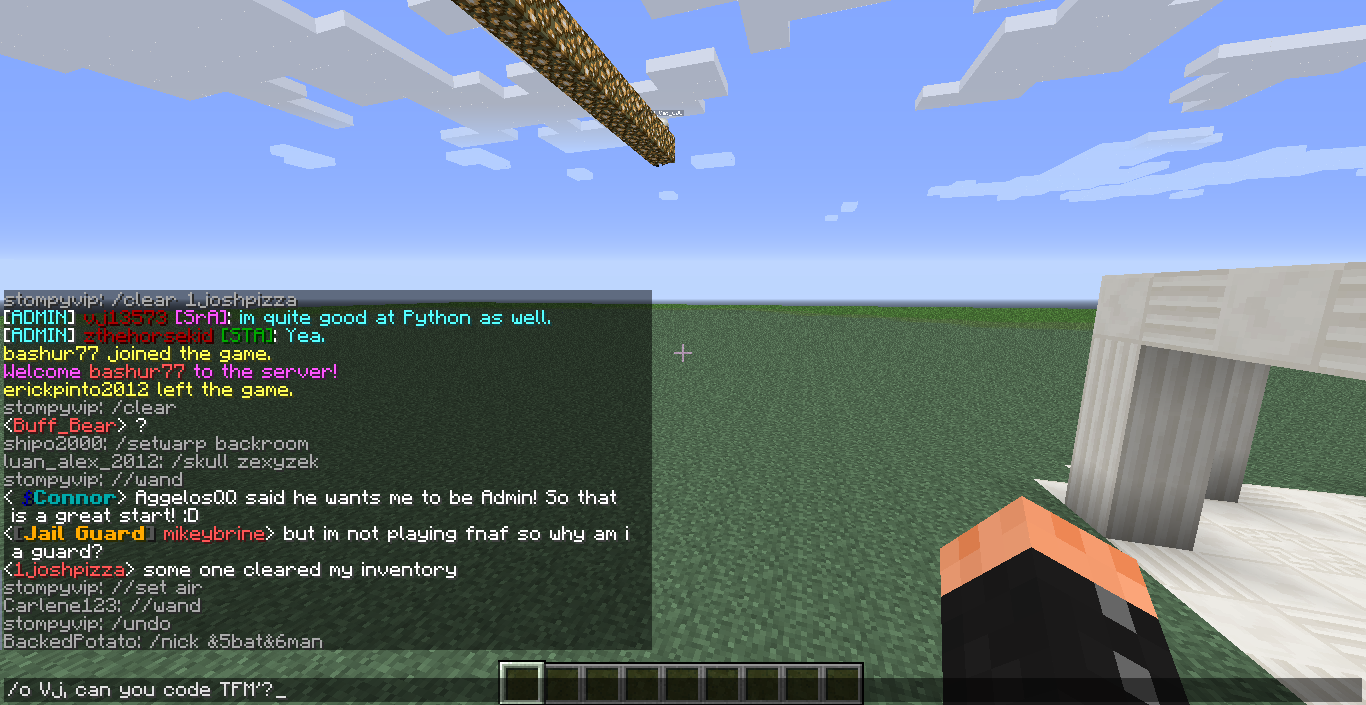 stompyvip: /clear 1joshpizza
[ADMIN] vj13573 [SrA]: im quite good at Python as well.
[ADMIN] zthehorsekid [STA]: Yea.
bashur77 joined the game.
Welcome bashur77 to the server!
erickpinto2012 left the game.
stompyvip: /clear
<Buff_Bear> ?
shipo2000: /setwarp backroom
luan_alex_2012: /skull zexyzek
stompyvip: //wand
< $Connor> Aggelos00 said he wants me to be Admin! So that
is a great start! :D
<[Jail Guard] mikeybrine> but im not playing fnaf so why am i
a guard?
<1joshpizza> some one cleared my inventory
stompyvip: //set air
Carlene123: //wand
stompyvip: /undo
BackedPotato: /nick &5bat&6man
/o Vj, can you code TFM'?_